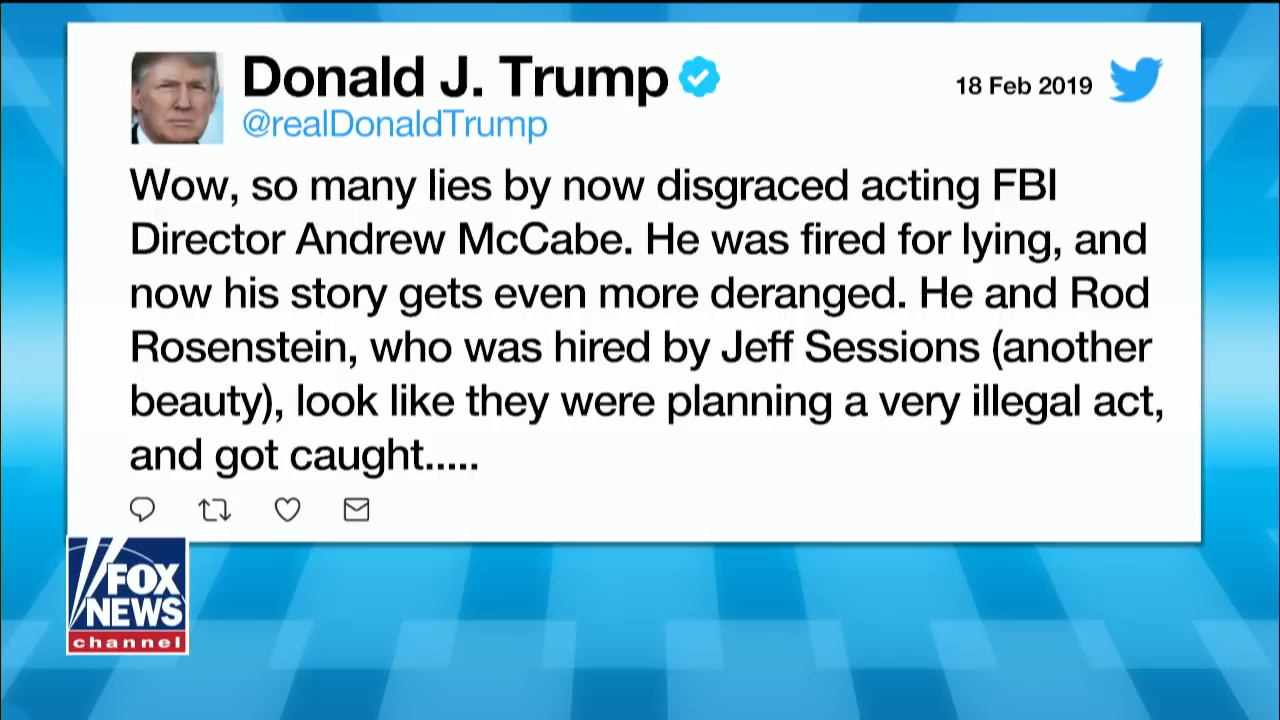 Donald J. Trump
18 Feb 2019
@realDonaldTrump
Wow, so many lies by now disgraced acting FBI
Director Andrew McCabe. He was fired for lying, and
now his story gets even more deranged. He and Rod
Rosenstein, who was hired by Jeff Sessions (another
beauty), look like they were planning a very illegal act,
and got caught.....
FOX
NEWS
channel